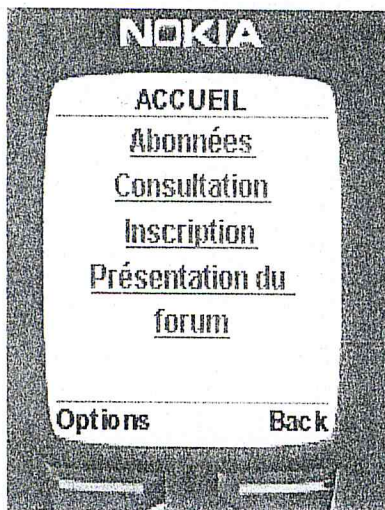 NOKIA
ACCUEIL
Abonnées
Consultation
Inscription
Présentation du
forum
Options Back